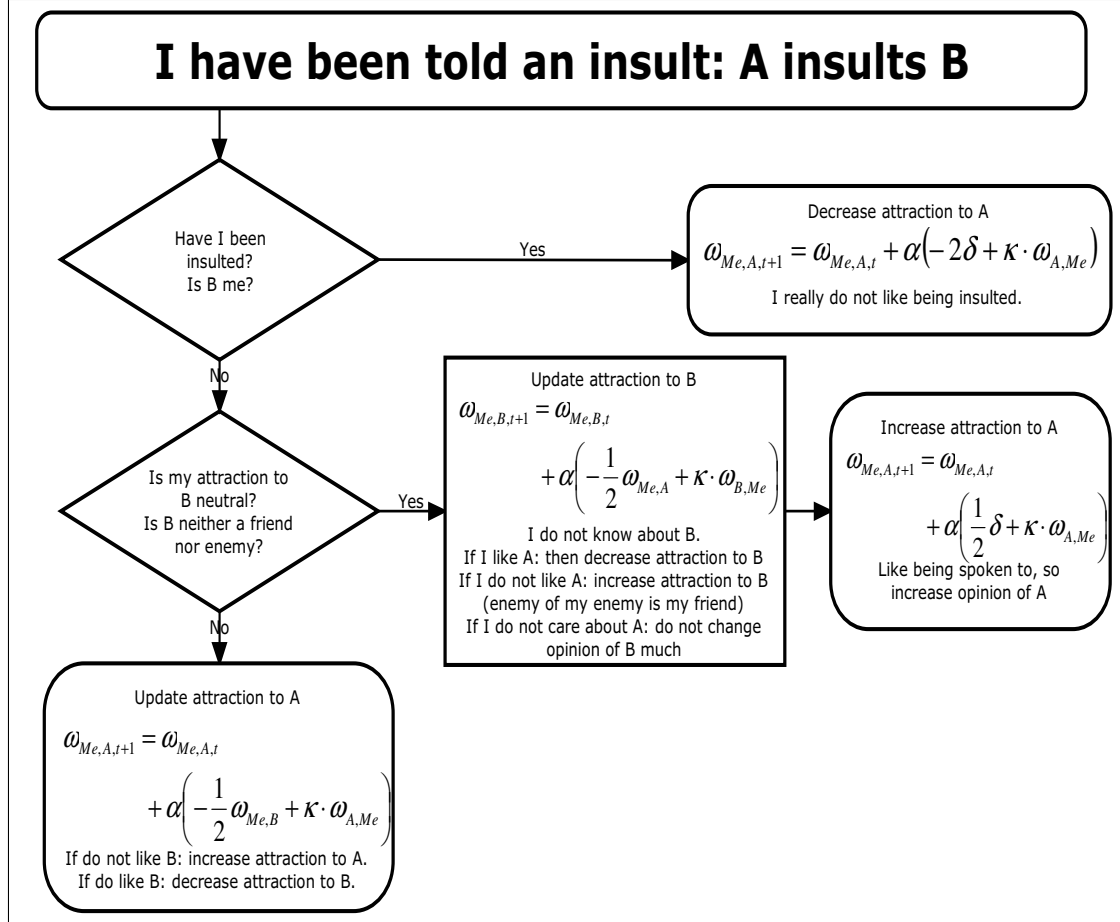 I have been told an insult: A insults B
Have I been
insulted?
Is B me?
Yes
Decrease attraction to A
ω_{Me,A,t+1} = ω_{Me,A,t} + α(−2δ + κ·ω_{A,Me})
I really do not like being insulted.
No
Is my attraction to
B neutral?
Is B neither a friend
nor enemy?
Yes
Update attraction to B
ω_{Me,B,t+1} = ω_{Me,B,t}
+ α(−1/2 ω_{Me,A} + κ·ω_{B,Me})
I do not know about B.
If I like A: then decrease attraction to B
If I do not like A: increase attraction to B
(enemy of my enemy is my friend)
If I do not care about A: do not change
opinion of B much
Increase attraction to A
ω_{Me,A,t+1} = ω_{Me,A,t}
+ α(1/2 δ + κ·ω_{A,Me})
Like being spoken to, so
increase opinion of A
No
Update attraction to A
ω_{Me,A,t+1} = ω_{Me,A,t}
+ α(−1/2 ω_{Me,B} + κ·ω_{A,Me})
If do not like B: increase attraction to A.
If do like B: decrease attraction to B.